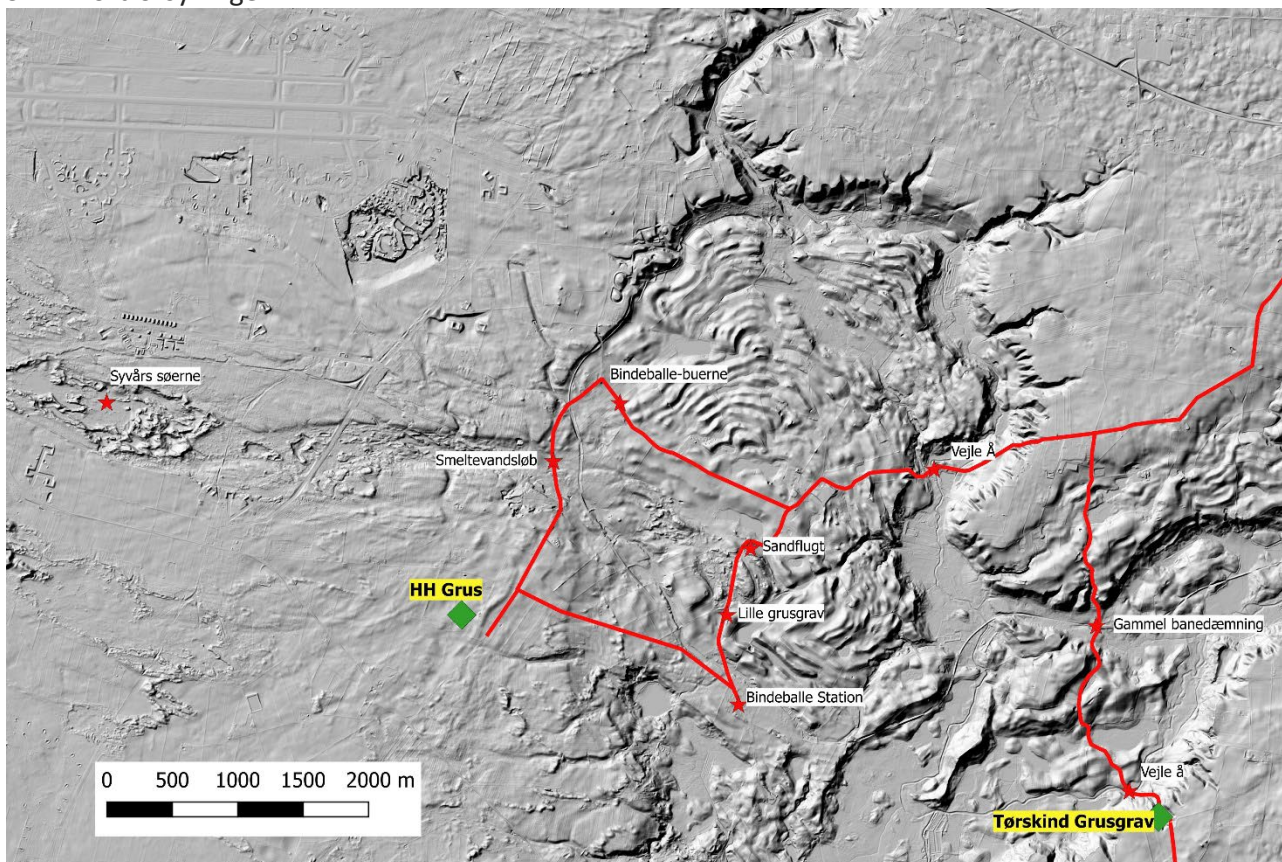 Syvårs søerne
Bindeballe-buerne
Smeltevandsløb
Vejle Å
Sandflugt
HH Grus
Lille grusgrav
Gammel banedæmning
Bindeballe Station
Vejle å
0 500 1000 1500 2000 m
Tørskind Grusgrav